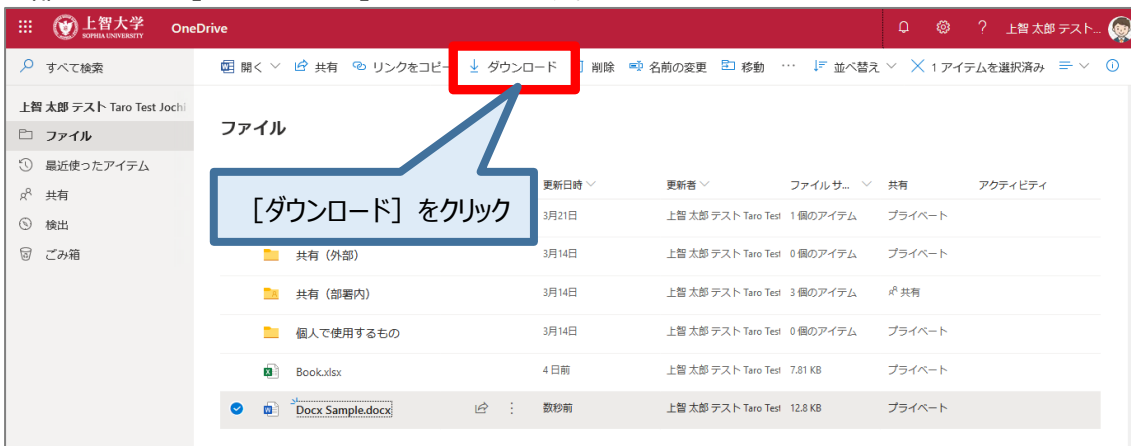 上智大学
SOPHIA UNIVERSITY
OneDrive
? 上智 太郎 テスト...
すべて検索
開く 共有 リンクをコピー ダウンロード 削除 名前の変更 移動 … 並べ替え 1 アイテムを選択済み
上智 太郎 テスト Taro Test Jochi
ファイル
最近使ったアイテム
共有
検出
ごみ箱
ファイル
[ダウンロード] をクリック
更新日時 更新者 ファイル サ... 共有 アクティビティ
3月21日 上智 太郎 テスト Taro Test 1 個のアイテム プライベート
共有（外部） 3月14日 上智 太郎 テスト Taro Test 0 個のアイテム プライベート
共有（部署内） 3月14日 上智 太郎 テスト Taro Test 3 個のアイテム 共有
個人で使用するもの 3月14日 上智 太郎 テスト Taro Test 0 個のアイテム プライベート
Book.xlsx 4 日前 上智 太郎 テスト Taro Test 7.81 KB プライベート
Docx Sample.docx 数秒前 上智 太郎 テスト Taro Test 12.8 KB プライベート